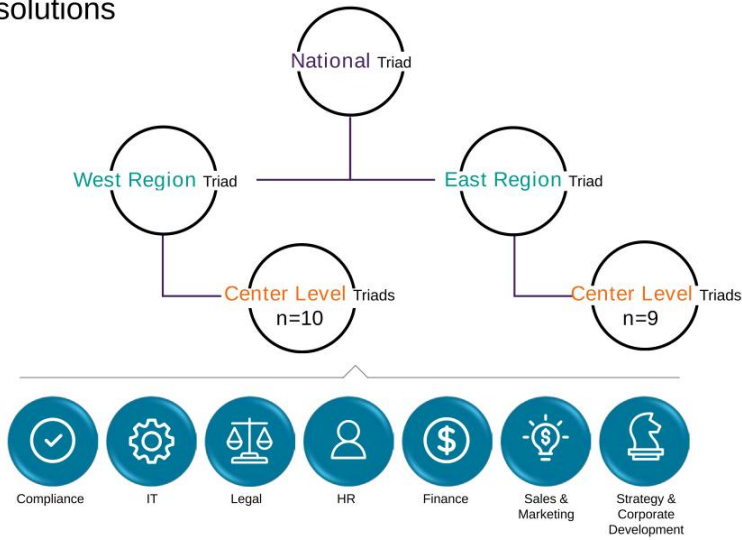 solutions
National Triad
West Region Triad
East Region Triad
Center Level Triads
n=10
Center Level Triads
n=9
Compliance
IT
Legal
HR
Finance
Sales &
Marketing
Strategy &
Corporate
Development